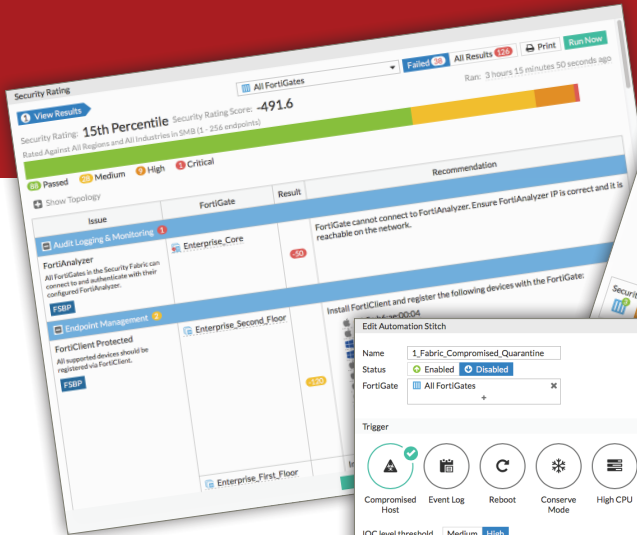 Security Rating
1 View Results
All FortiGates
Failed 38 All Results 126
Print
Run Now
Security Rating: 15th Percentile Security Rating Score: -491.6
Ran: 3 hours 15 minutes 50 seconds ago
Rated Against All Regions and All Industries in SMB (1 - 256 endpoints)
88 Passed
Medium
9 High
1 Critical
Show Topology
Issue
FortiGate
Result
Recommendation
Audit Logging & Monitoring 1
FortiAnalyzer
All FortiGates in the Security Fabric can
connect to and authenticate with their
configured FortiAnalyzer.
FSBP
Enterprise_Core
-50
FortiGate cannot connect to FortiAnalyzer. Ensure FortiAnalyzer IP is correct and it is
reachable on the network.
Endpoint Management
FortiClient Protected
All supported devices should be
registered via FortiClient.
FSBP
Enterprise_Second_Floor
-120
Install FortiClient and register the following devices with the FortiGate:
:00:04
Enterprise_First_Floor
Edit Automation Stitch
Name 1_Fabric_Compromised_Quarantine
Status Enabled Disabled
FortiGate All FortiGates
+
Trigger
Compromised
Host
Event Log
Reboot
Conserve
Mode
High CPU
IOC level threshold Medium High